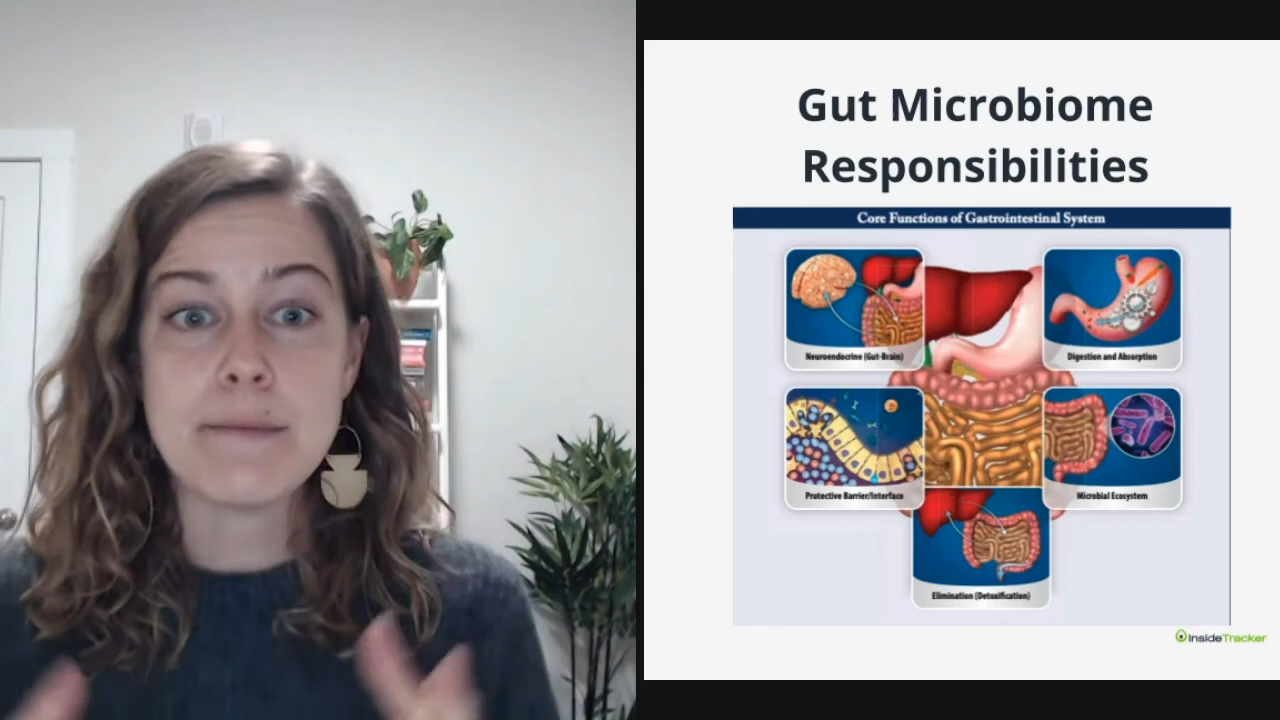 Gut Microbiome
Responsibilities
Core Functions of Gastrointestinal System
Neuroendocrine (Gut-Brain)
Digestion and Absorption
Protective Barrier/Interface
Microbial Ecosystem
Elimination (Detoxification)
InsideTracker